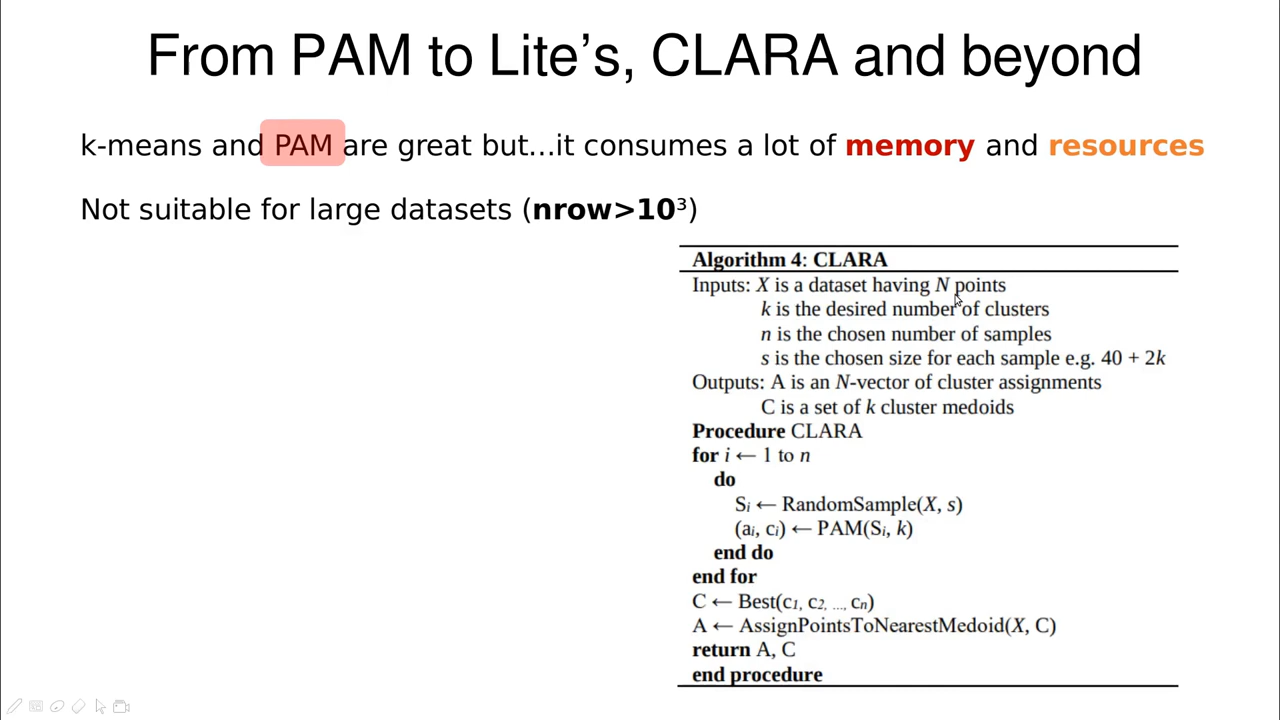 From PAM to Lite’s, CLARA and beyond
k-means and PAM are great but…it consumes a lot of memory and resources
Not suitable for large datasets (nrow>10³)
Algorithm 4: CLARA
Inputs: X is a dataset having N points
k is the desired number of clusters
n is the chosen number of samples
s is the chosen size for each sample e.g. 40 + 2k
Outputs: A is an N-vector of cluster assignments
C is a set of k cluster medoids
Procedure CLARA
for i ← 1 to n
do
Sᵢ ← RandomSample(X, s)
(aᵢ, cᵢ) ← PAM(Sᵢ, k)
end do
end for
C ← Best(c₁, c₂, ..., cₙ)
A ← AssignPointsToNearestMedoid(X, C)
return A, C
end procedure